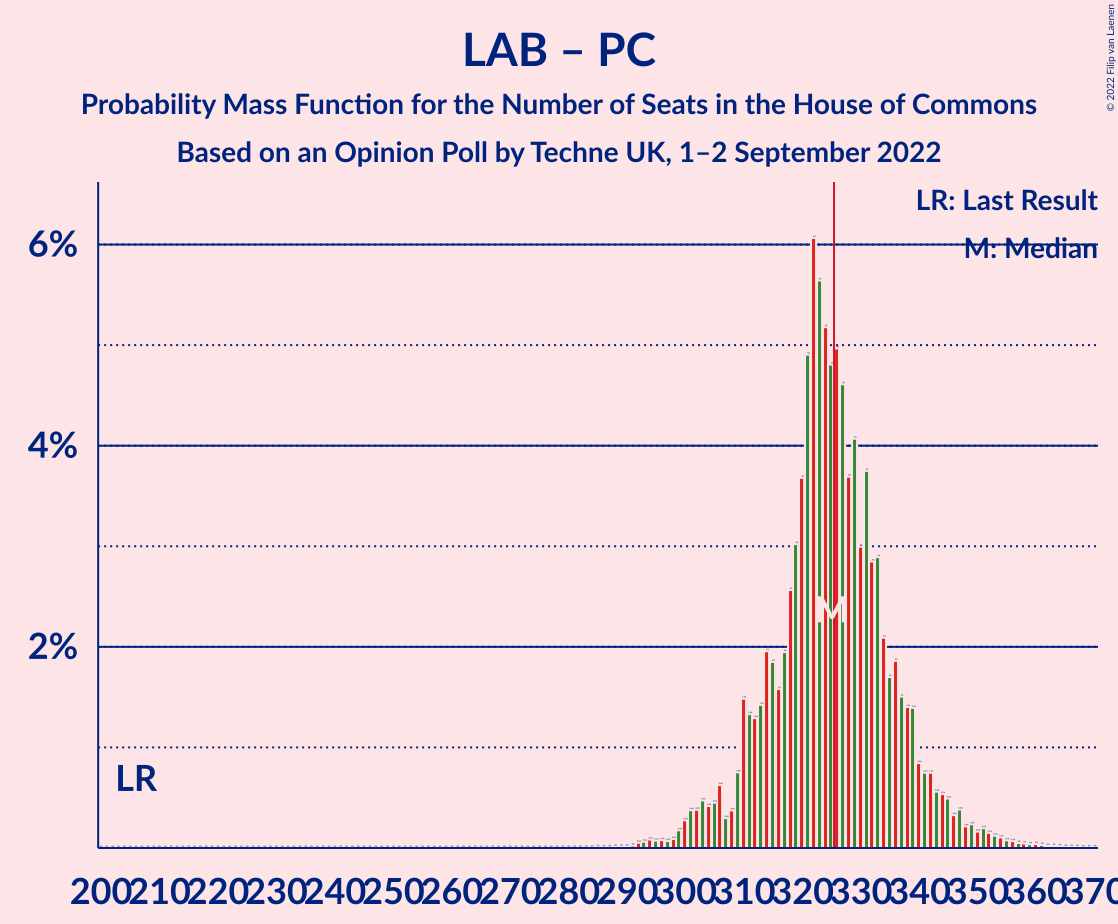 LAB – PC
Probability Mass Function for the Number of Seats in the House of Commons
Based on an Opinion Poll by Techne UK, 1–2 September 2022
© 2022 Filip van Laenen
LR: Last Result
M: Median
6%
4%
2%
M
LR
200 210 220 230 240 250 260 270 280 290 300 310 320 330 340 350 360 370